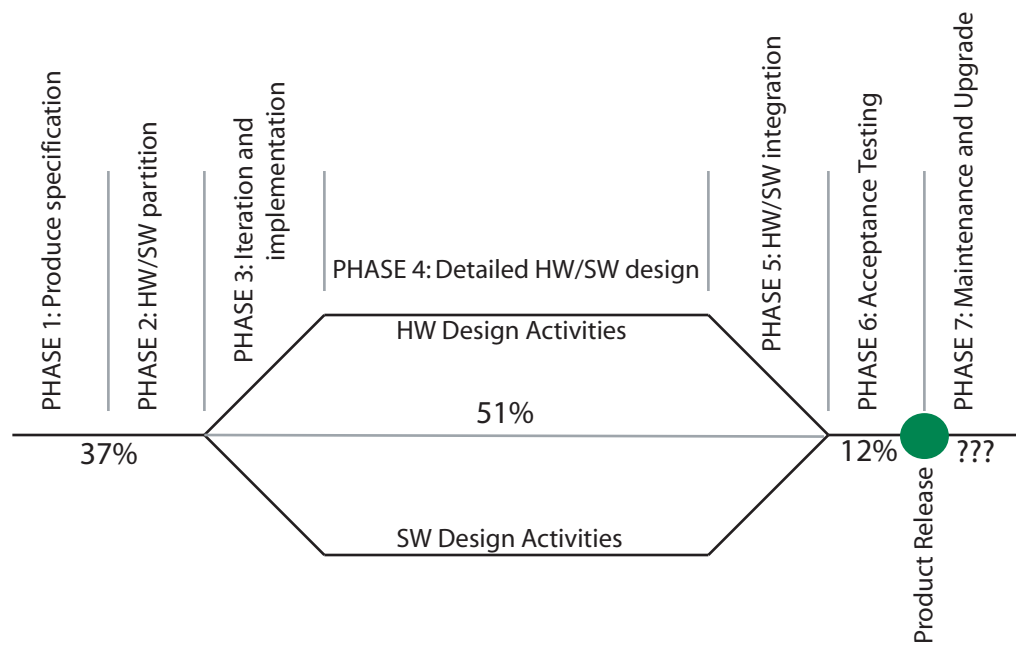 PHASE 1: Produce specification
PHASE 2: HW/SW partition
PHASE 3: Iteration and
implementation
PHASE 4: Detailed HW/SW design
PHASE 5: HW/SW integration
PHASE 6: Acceptance Testing
PHASE 7: Maintenance and Upgrade
HW Design Activities
51%
37%
12%
???
SW Design Activities
Product Release